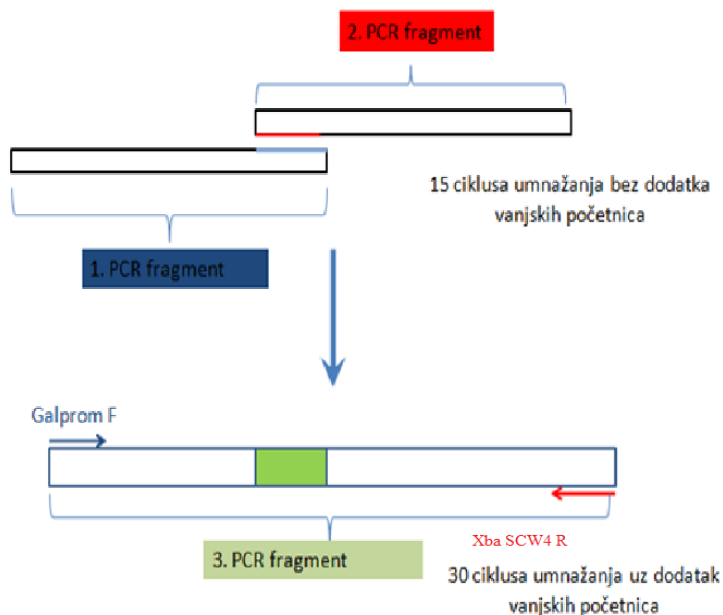 2. PCR fragment
15 ciklusa umnažanja bez dodatka
vanjskih početnica
1. PCR fragment
Galprom F
Xba SCW4 R
3. PCR fragment
30 ciklusa umnažanja uz dodatak
vanjskih početnica